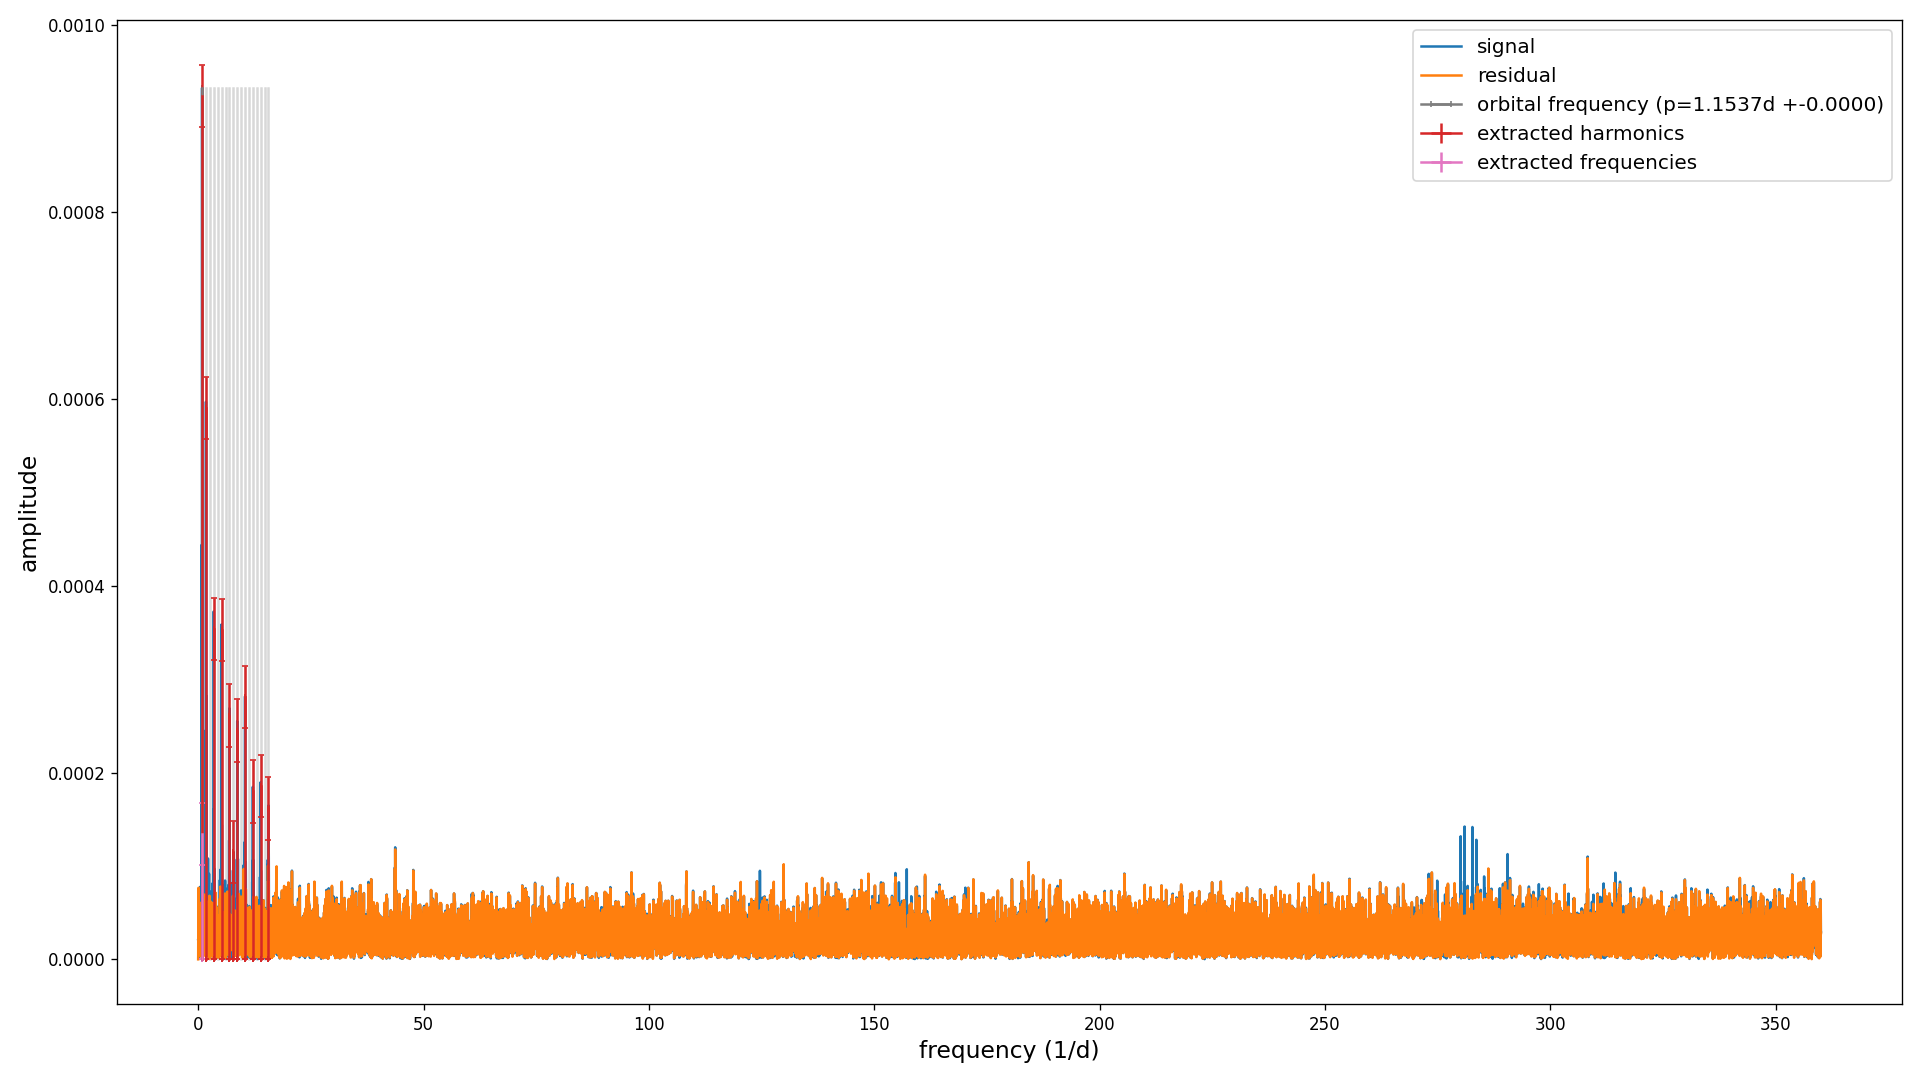 0.0010
0.0008
0.0006
0.0004
0.0002
0.0000
amplitude
0 50 100 150 200 250 300 350
frequency (1/d)
signal
residual
orbital frequency (p=1.1537d +-0.0000)
extracted harmonics
extracted frequencies